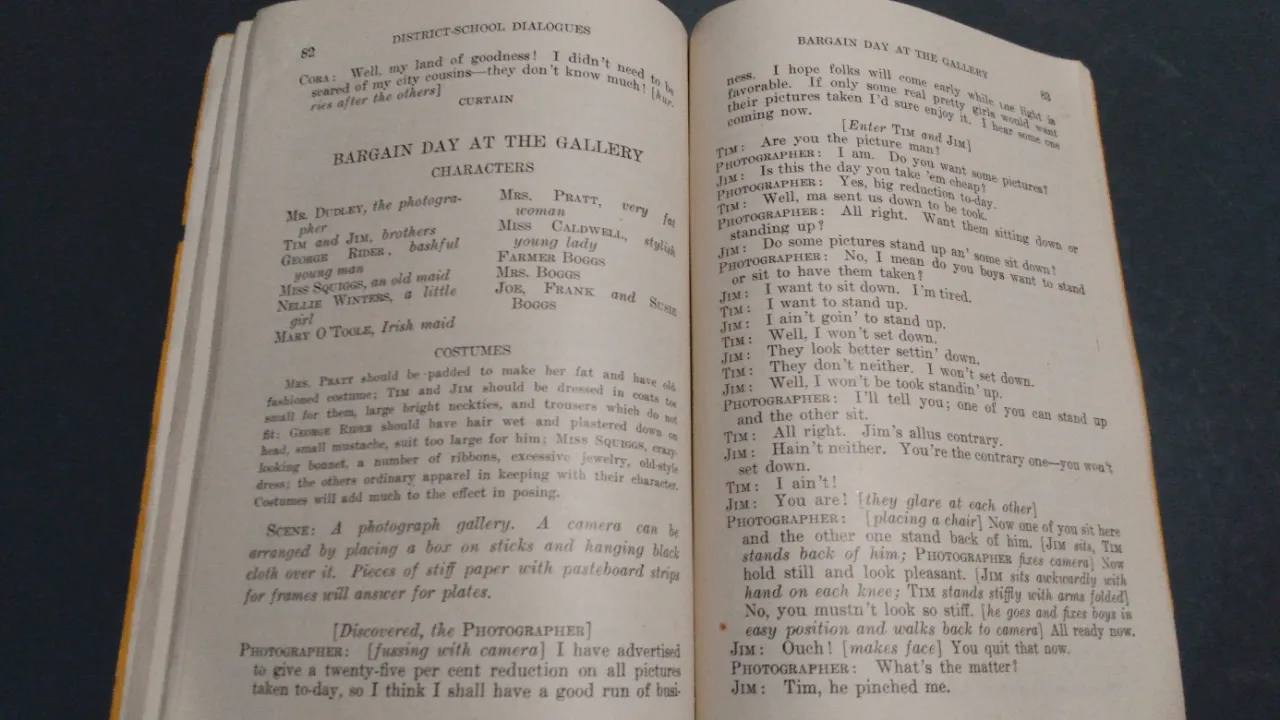 82
DISTRICT-SCHOOL DIALOGUES
CORA: Well, my land of goodness! I didn't need to be
scared of my city cousins—they don't know much! [hur-
ries after the others]
CURTAIN
BARGAIN DAY AT THE GALLERY
CHARACTERS
MR. DUDLEY, the photogra-
pher
TIM and JIM, brothers
GEORGE RIDER, bashful
young man
MISS SQUIGGS, an old maid
NELLIE WINTERS, a little
girl
MARY O'TOOLE, Irish maid
MRS. PRATT, very fat
woman
MISS CALDWELL, stylish
young lady
FARMER BOGGS
MRS. BOGGS
JOE, FRANK and SUSIE
BOGGS
COSTUMES
MRS. PRATT should be padded to make her fat and have old-
fashioned costume; TIM and JIM should be dressed in coats too
small for them, large bright neckties, and trousers which do not
fit; GEORGE RIDER should have hair wet and plastered down on
head, small mustache, suit too large for him; MISS SQUIGGS, crazy-
looking bonnet, a number of ribbons, excessive jewelry, old-style
dress; the others ordinary apparel in keeping with their character.
Costumes will add much to the effect in posing.
SCENE: A photograph gallery. A camera can be
arranged by placing a box on sticks and hanging black
cloth over it. Pieces of stiff paper with pasteboard strips
for frames will answer for plates.
[Discovered, the PHOTOGRAPHER]
PHOTOGRAPHER: [fussing with camera] I have advertised
to give a twenty-five per cent reduction on all pictures
taken to-day, so I think I shall have a good run of busi-
BARGAIN DAY AT THE GALLERY
83
ness. I hope folks will come early while the light is
favorable. If only some real pretty girls would want
their pictures taken I'd sure enjoy it. I hear some one
coming now.
[Enter TIM and JIM]
TIM: Are you the picture man?
PHOTOGRAPHER: I am. Do you want some pictures?
JIM: Is this the day you take 'em cheap?
PHOTOGRAPHER: Yes, big reduction to-day.
TIM: Well, ma sent us down to be took.
PHOTOGRAPHER: All right. Want them sitting down or
standing up?
JIM: Do some pictures stand up an' some sit down?
PHOTOGRAPHER: No, I mean do you boys want to stand
or sit to have them taken?
JIM: I want to sit down. I'm tired.
TIM: I want to stand up.
JIM: I ain't goin' to stand up.
TIM: Well, I won't set down.
JIM: They look better settin' down.
TIM: They don't neither. I won't set down.
JIM: Well, I won't be took standin' up.
PHOTOGRAPHER: I'll tell you; one of you can stand up
and the other sit.
TIM: All right. Jim's allus contrary.
JIM: Hain't neither. You're the contrary one—you won't
set down.
TIM: I ain't!
JIM: You are! [they glare at each other]
PHOTOGRAPHER: [placing a chair] Now one of you sit here
and the other one stand back of him. [JIM sits, TIM
stands back of him; PHOTOGRAPHER fixes camera] Now
hold still and look pleasant. [JIM sits awkwardly with
hand on each knee; TIM stands stiffly with arms folded]
No, you mustn't look so stiff. [he goes and fixes boys in
easy position and walks back to camera] All ready now.
JIM: Ouch! [makes face] You quit that now.
PHOTOGRAPHER: What's the matter?
JIM: Tim, he pinched me.